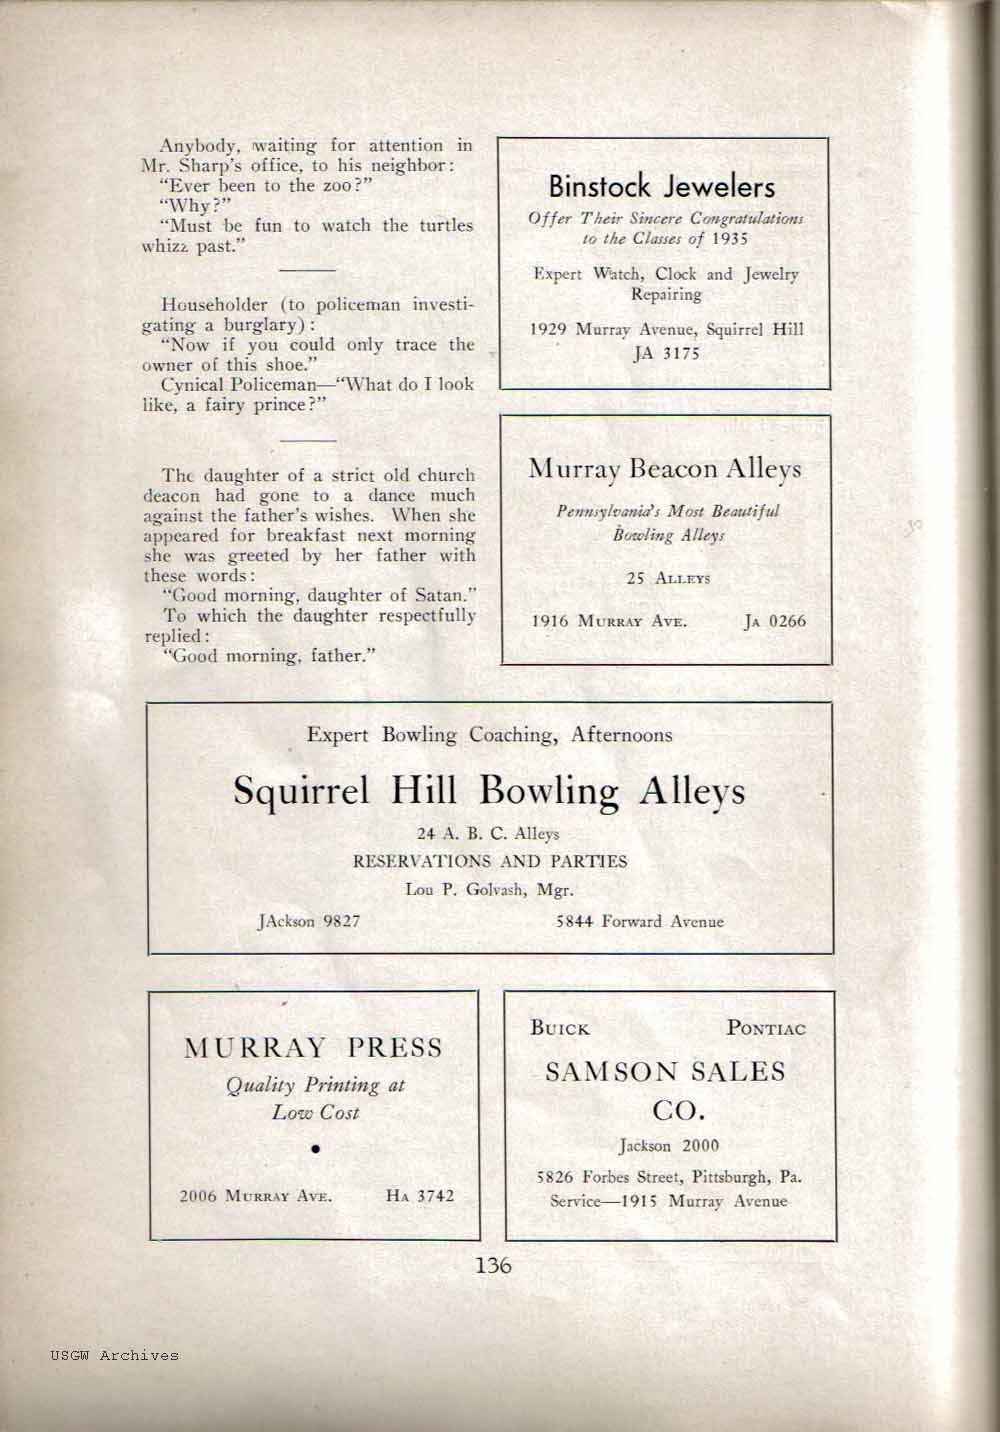 Anybody, waiting for attention in
Mr. Sharp's office, to his neighbor:
"Ever been to the zoo?"
"Why?"
"Must be fun to watch the turtles
whizz past."
Householder (to policeman investi-
gating a burglary):
"Now if you could only trace the
owner of this shoe."
Cynical Policeman—"What do I look
like, a fairy prince?"
The daughter of a strict old church
deacon had gone to a dance much
against the father's wishes. When she
appeared for breakfast next morning
she was greeted by her father with
these words:
"Good morning, daughter of Satan."
To which the daughter respectfully
replied:
"Good morning, father."
Binstock Jewelers
Offer Their Sincere Congratulations
to the Classes of 1935
Expert Watch, Clock and Jewelry
Repairing
1929 Murray Avenue, Squirrel Hill
JA 3175
Murray Beacon Alleys
Pennsylvania's Most Beautiful
Bowling Alleys
25 ALLEYS
1916 MURRAY AVE. JA 0266
Expert Bowling Coaching, Afternoons
Squirrel Hill Bowling Alleys
24 A. B. C. Alleys
RESERVATIONS AND PARTIES
Lou P. Golvash, Mgr.
JAckson 9827 5844 Forward Avenue
MURRAY PRESS
Quality Printing at
Low Cost
•
2006 MURRAY AVE. HA 3742
BUICK PONTIAC
SAMSON SALES
CO.
Jackson 2000
5826 Forbes Street, Pittsburgh, Pa.
Service—1915 Murray Avenue
136
USGW Archives